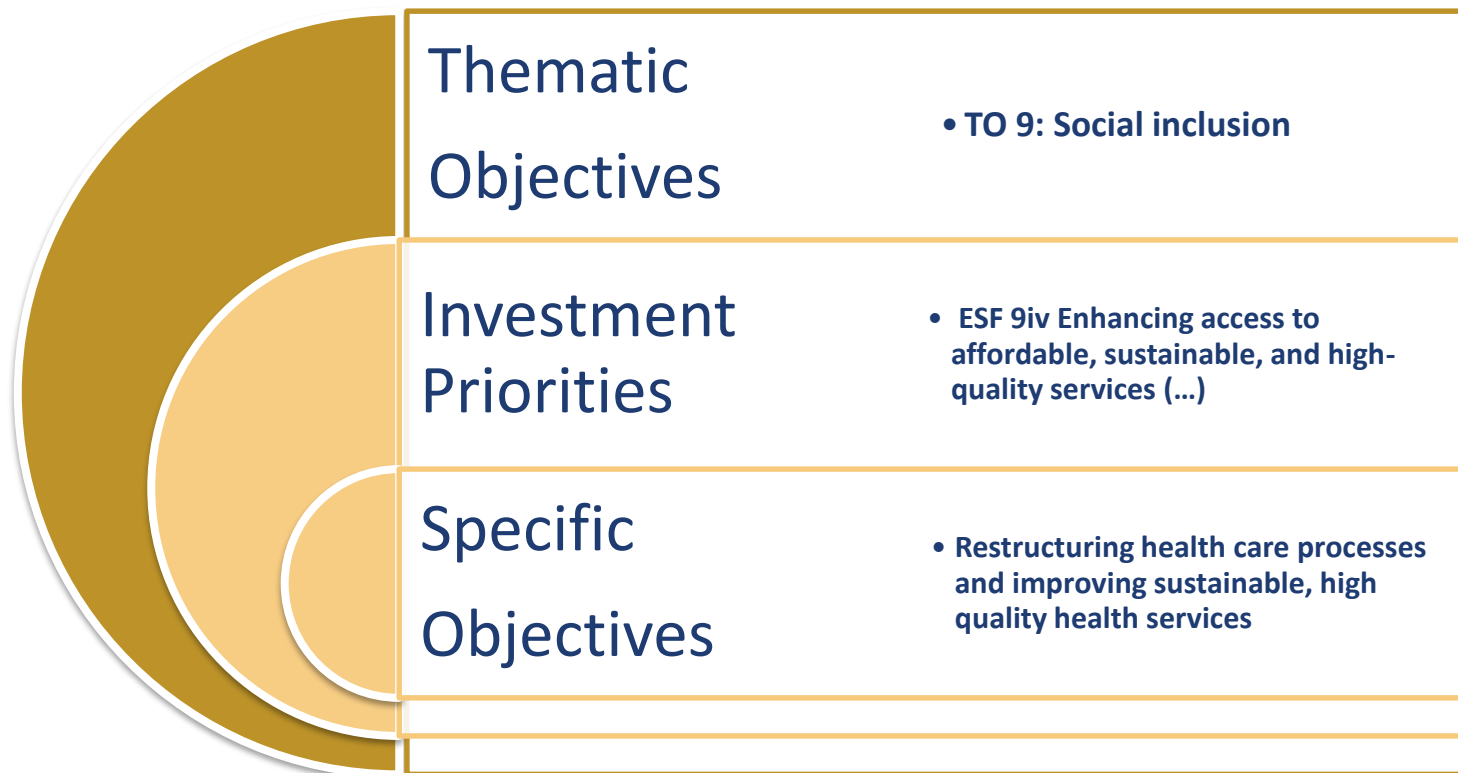 Thematic
Objectives
• TO 9: Social inclusion
Investment
Priorities
• ESF 9iv Enhancing access to
affordable, sustainable, and high-
quality services (...)
Specific
Objectives
• Restructuring health care processes
and improving sustainable, high
quality health services